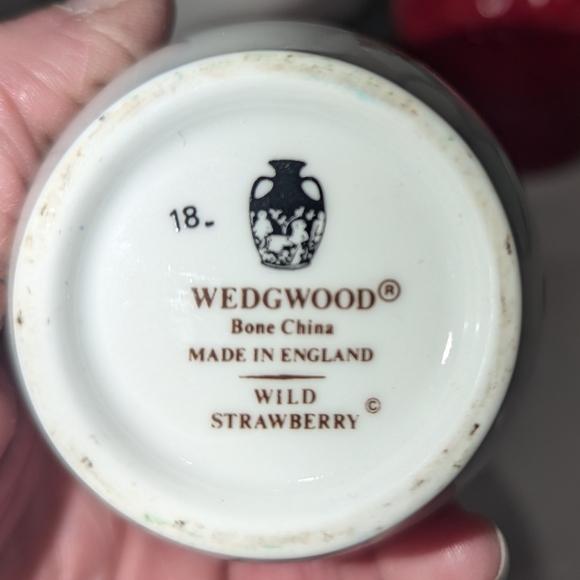 18-
WEDGWOOD®
Bone China
MADE IN ENGLAND
WILD
STRAWBERRY ©